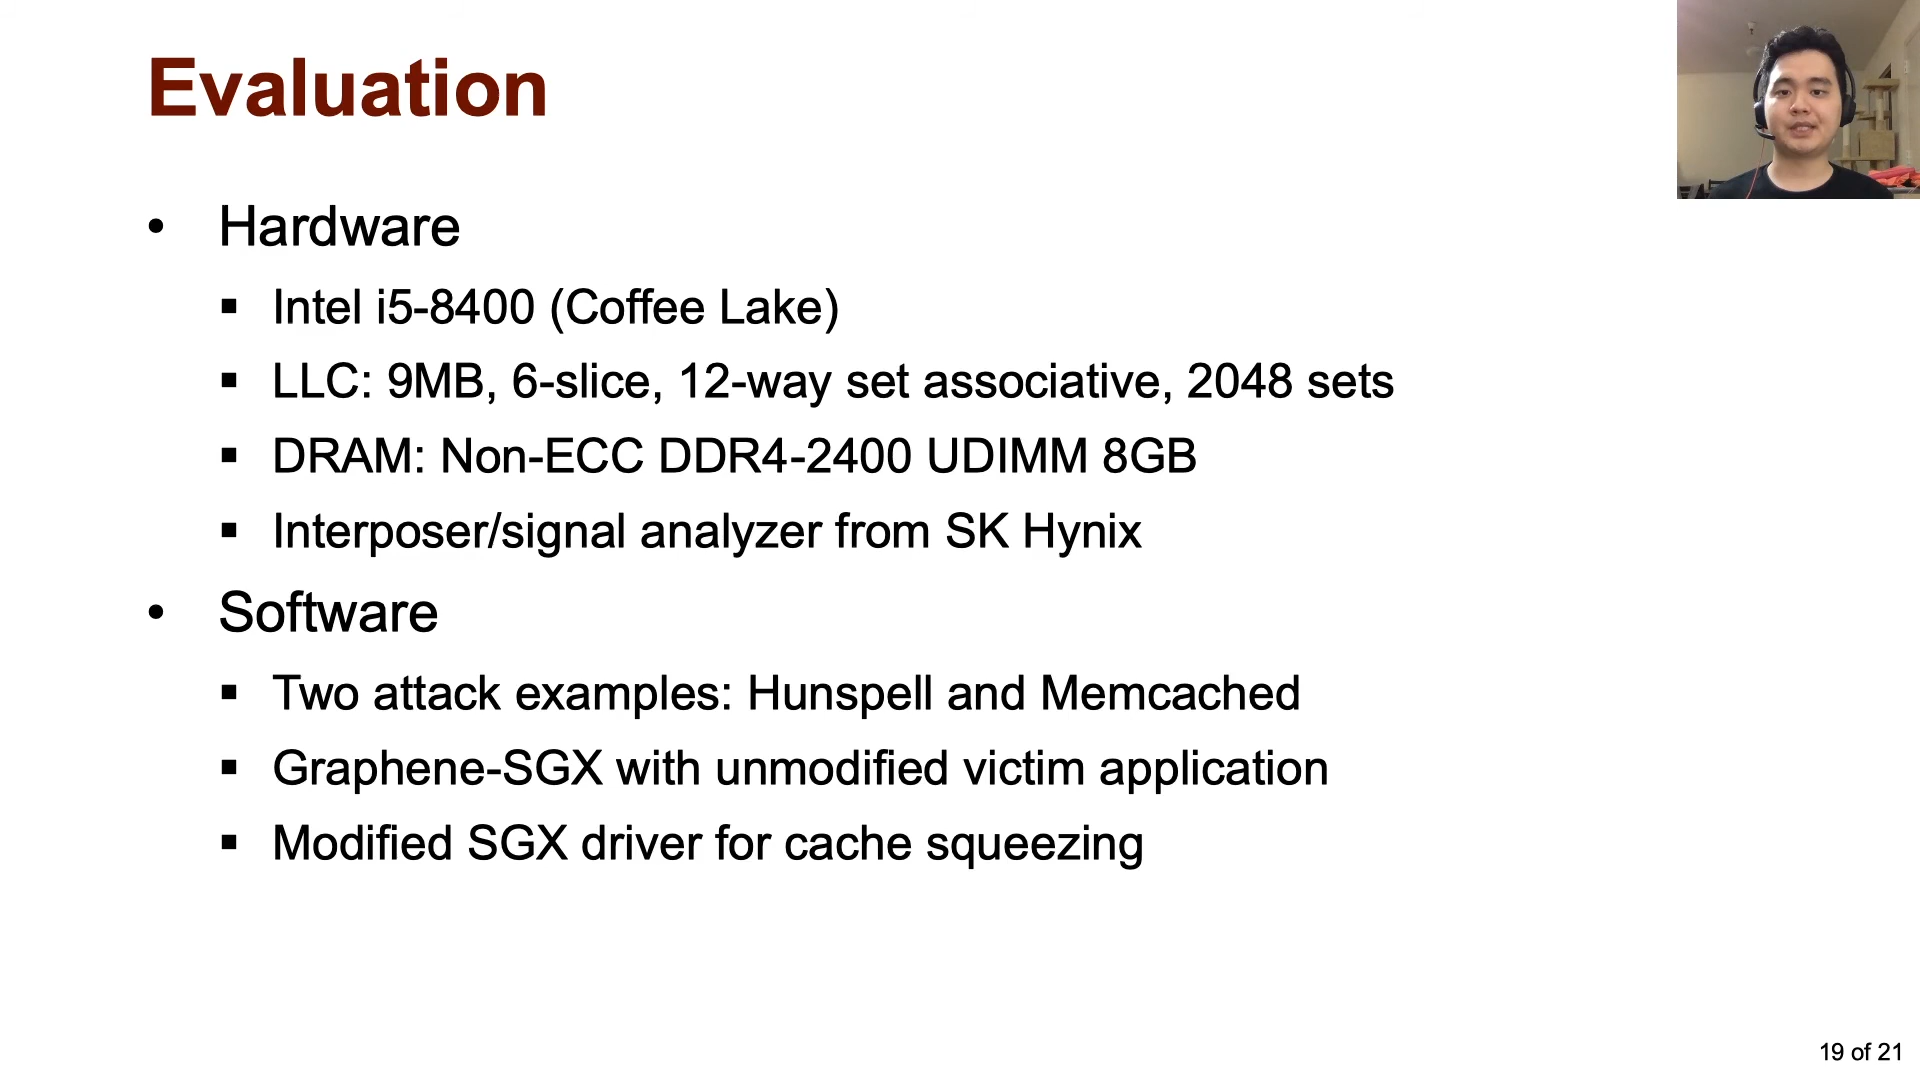 Evaluation
• Hardware
▪ Intel i5-8400 (Coffee Lake)
▪ LLC: 9MB, 6-slice, 12-way set associative, 2048 sets
▪ DRAM: Non-ECC DDR4-2400 UDIMM 8GB
▪ Interposer/signal analyzer from SK Hynix
• Software
▪ Two attack examples: Hunspell and Memcached
▪ Graphene-SGX with unmodified victim application
▪ Modified SGX driver for cache squeezing
19 of 21